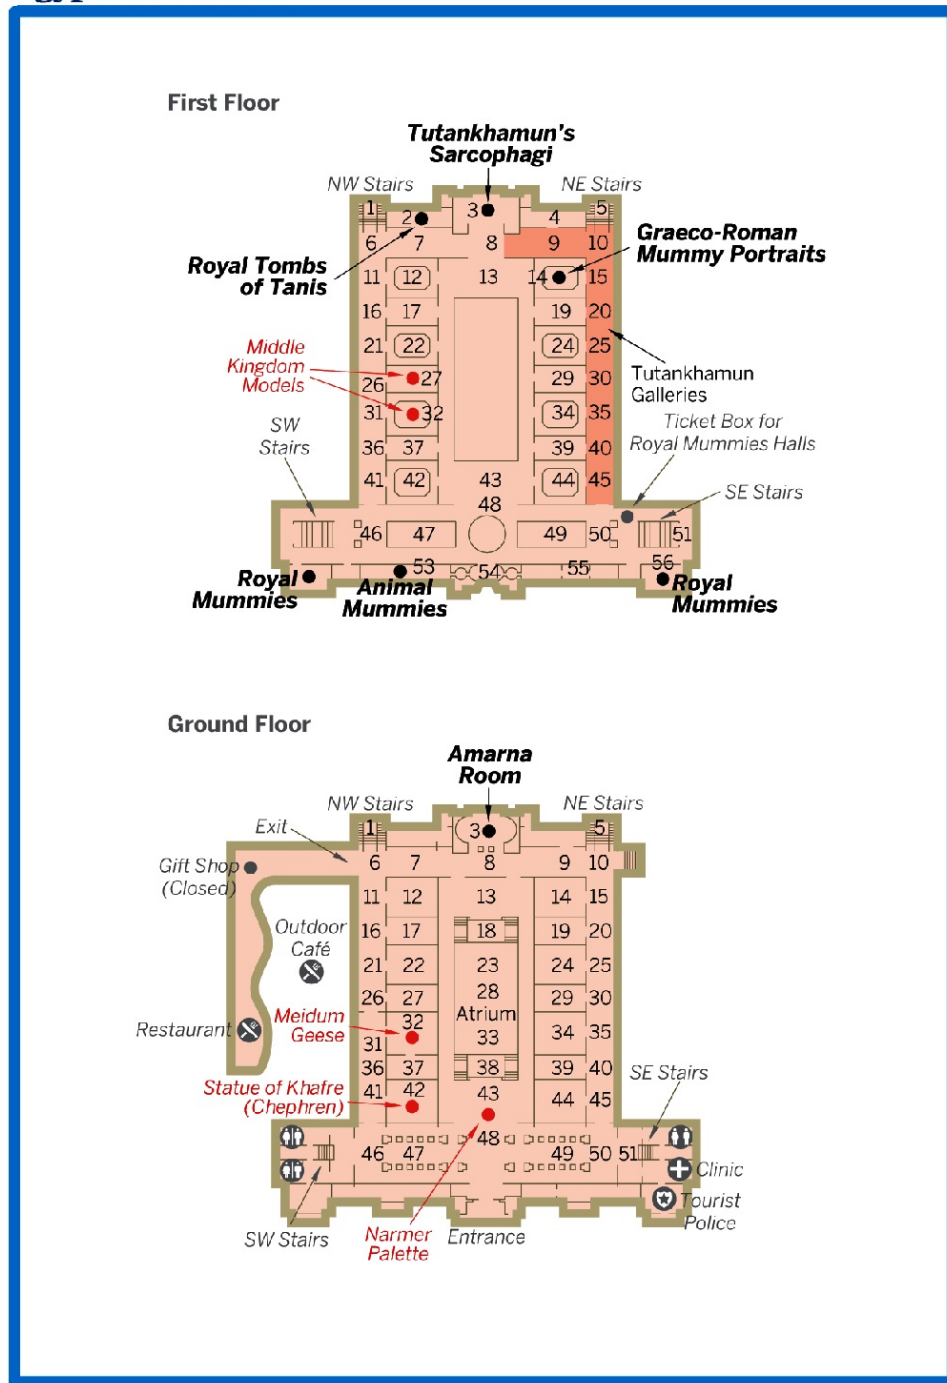 First Floor
Tutankhamun's
Sarcophagi
NW Stairs
NE Stairs
1
2
3
4
5
Graeco-Roman
Mummy Portraits
6
7
8
9
10
Royal Tombs
of Tanis
11
12
13
14
15
16
17
19
20
Middle
Kingdom
Models
21
22
24
25
Tutankhamun
Galleries
26
27
29
30
31
32
34
35
SW
Stairs
Ticket Box for
Royal Mummies Halls
36
37
39
40
41
42
43
44
45
SE Stairs
48
46
47
49
50
51
53
54
55
56
Royal
Mummies
Animal
Mummies
Royal
Mummies
Ground Floor
Amarna
Room
NW Stairs
NE Stairs
Exit
1
3
5
Gift Shop
(Closed)
6
7
8
9
10
11
12
13
14
15
Outdoor
Café
16
17
18
19
20
21
22
23
24
25
26
27
28
29
30
Atrium
Restaurant
Meidum
Geese
31
32
33
34
35
36
37
38
39
40
SE Stairs
Statue of Khafre
(Chephren)
41
42
43
44
45
46
47
48
49
50
51
Clinic
Tourist
Police
SW Stairs
Narmer
Palette
Entrance